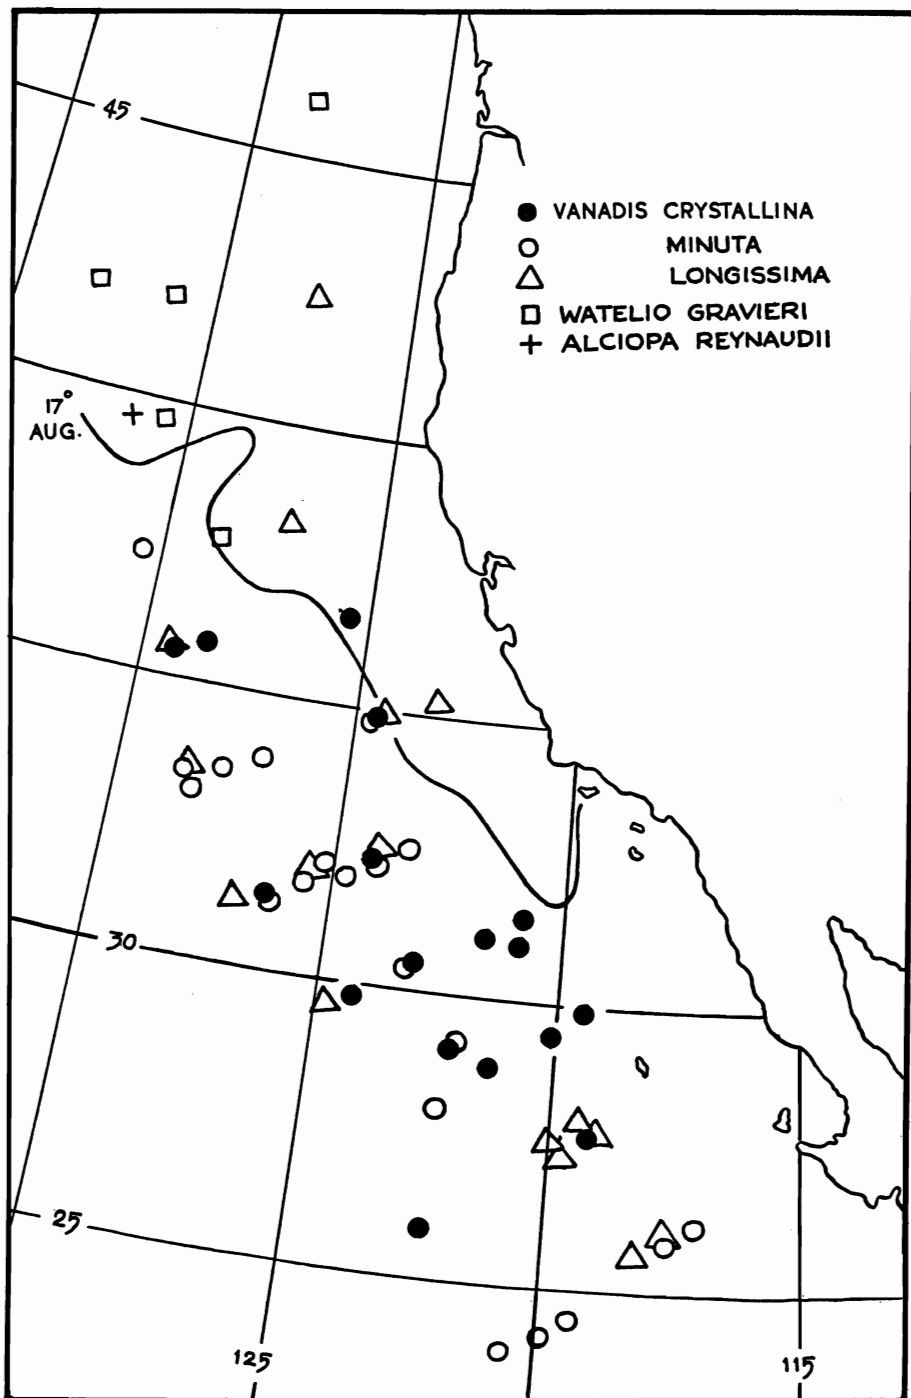 45
VANADIS CRYSTALLINA
MINUTA
LONGISSIMA
WATELIO GRAVIERI
ALCIOPA REYNAUDII
17°
AUG.
30
25
125
115